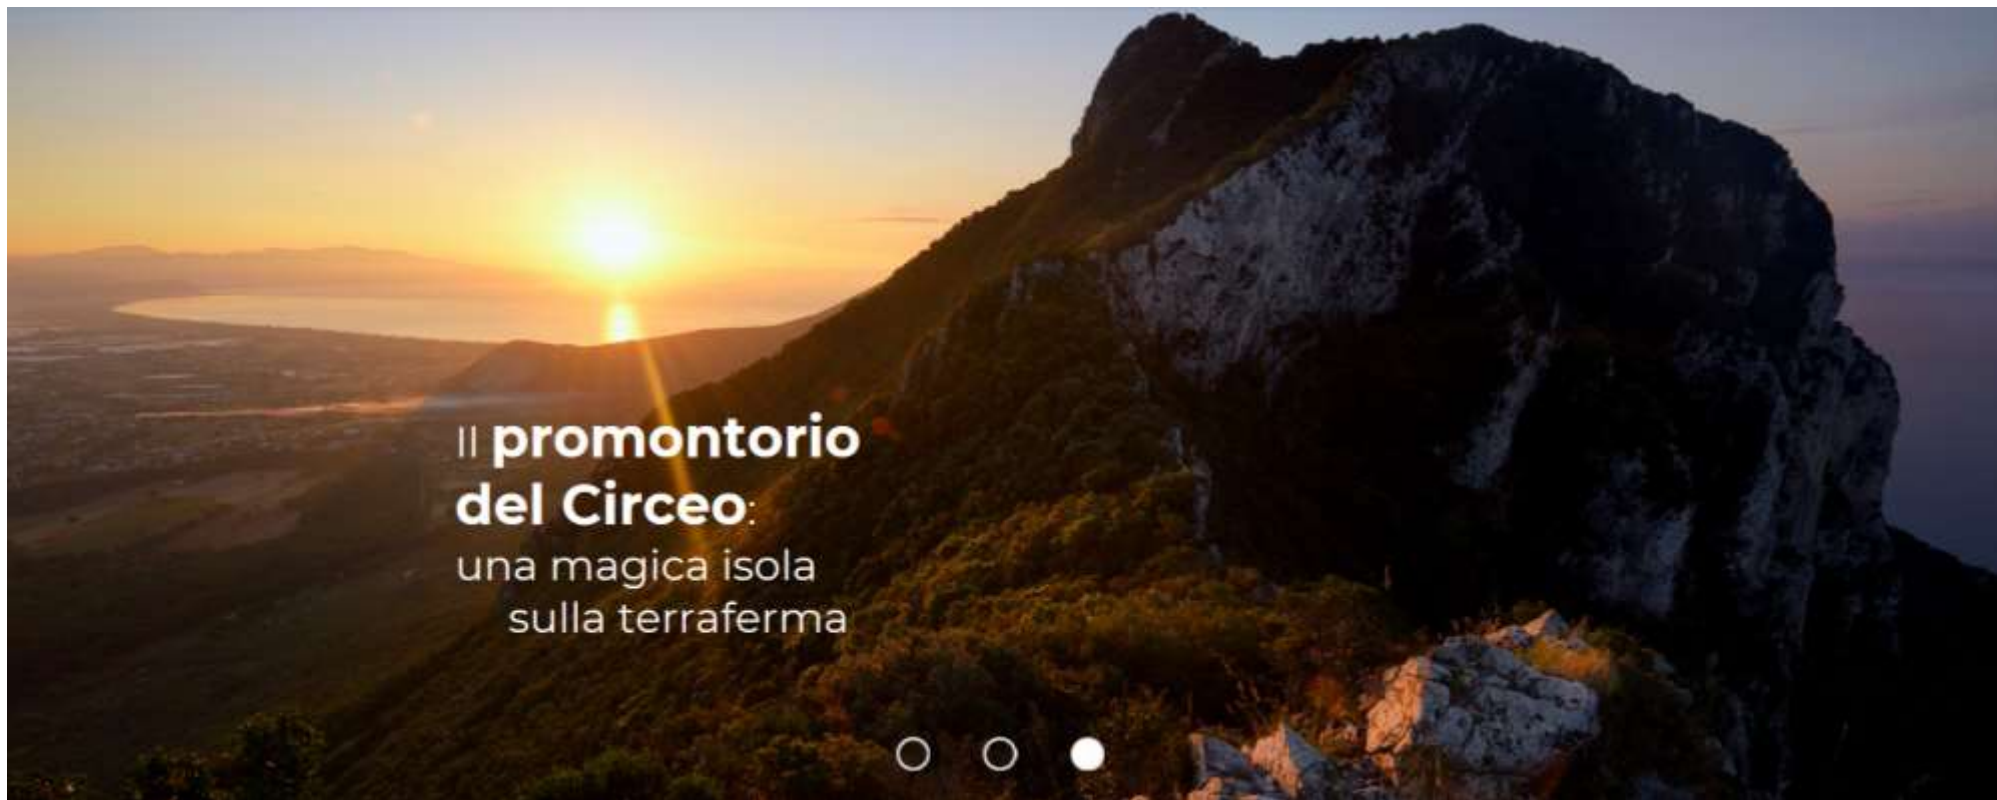 Il promontorio
del Circeo:
una magica isola
sulla terraferma